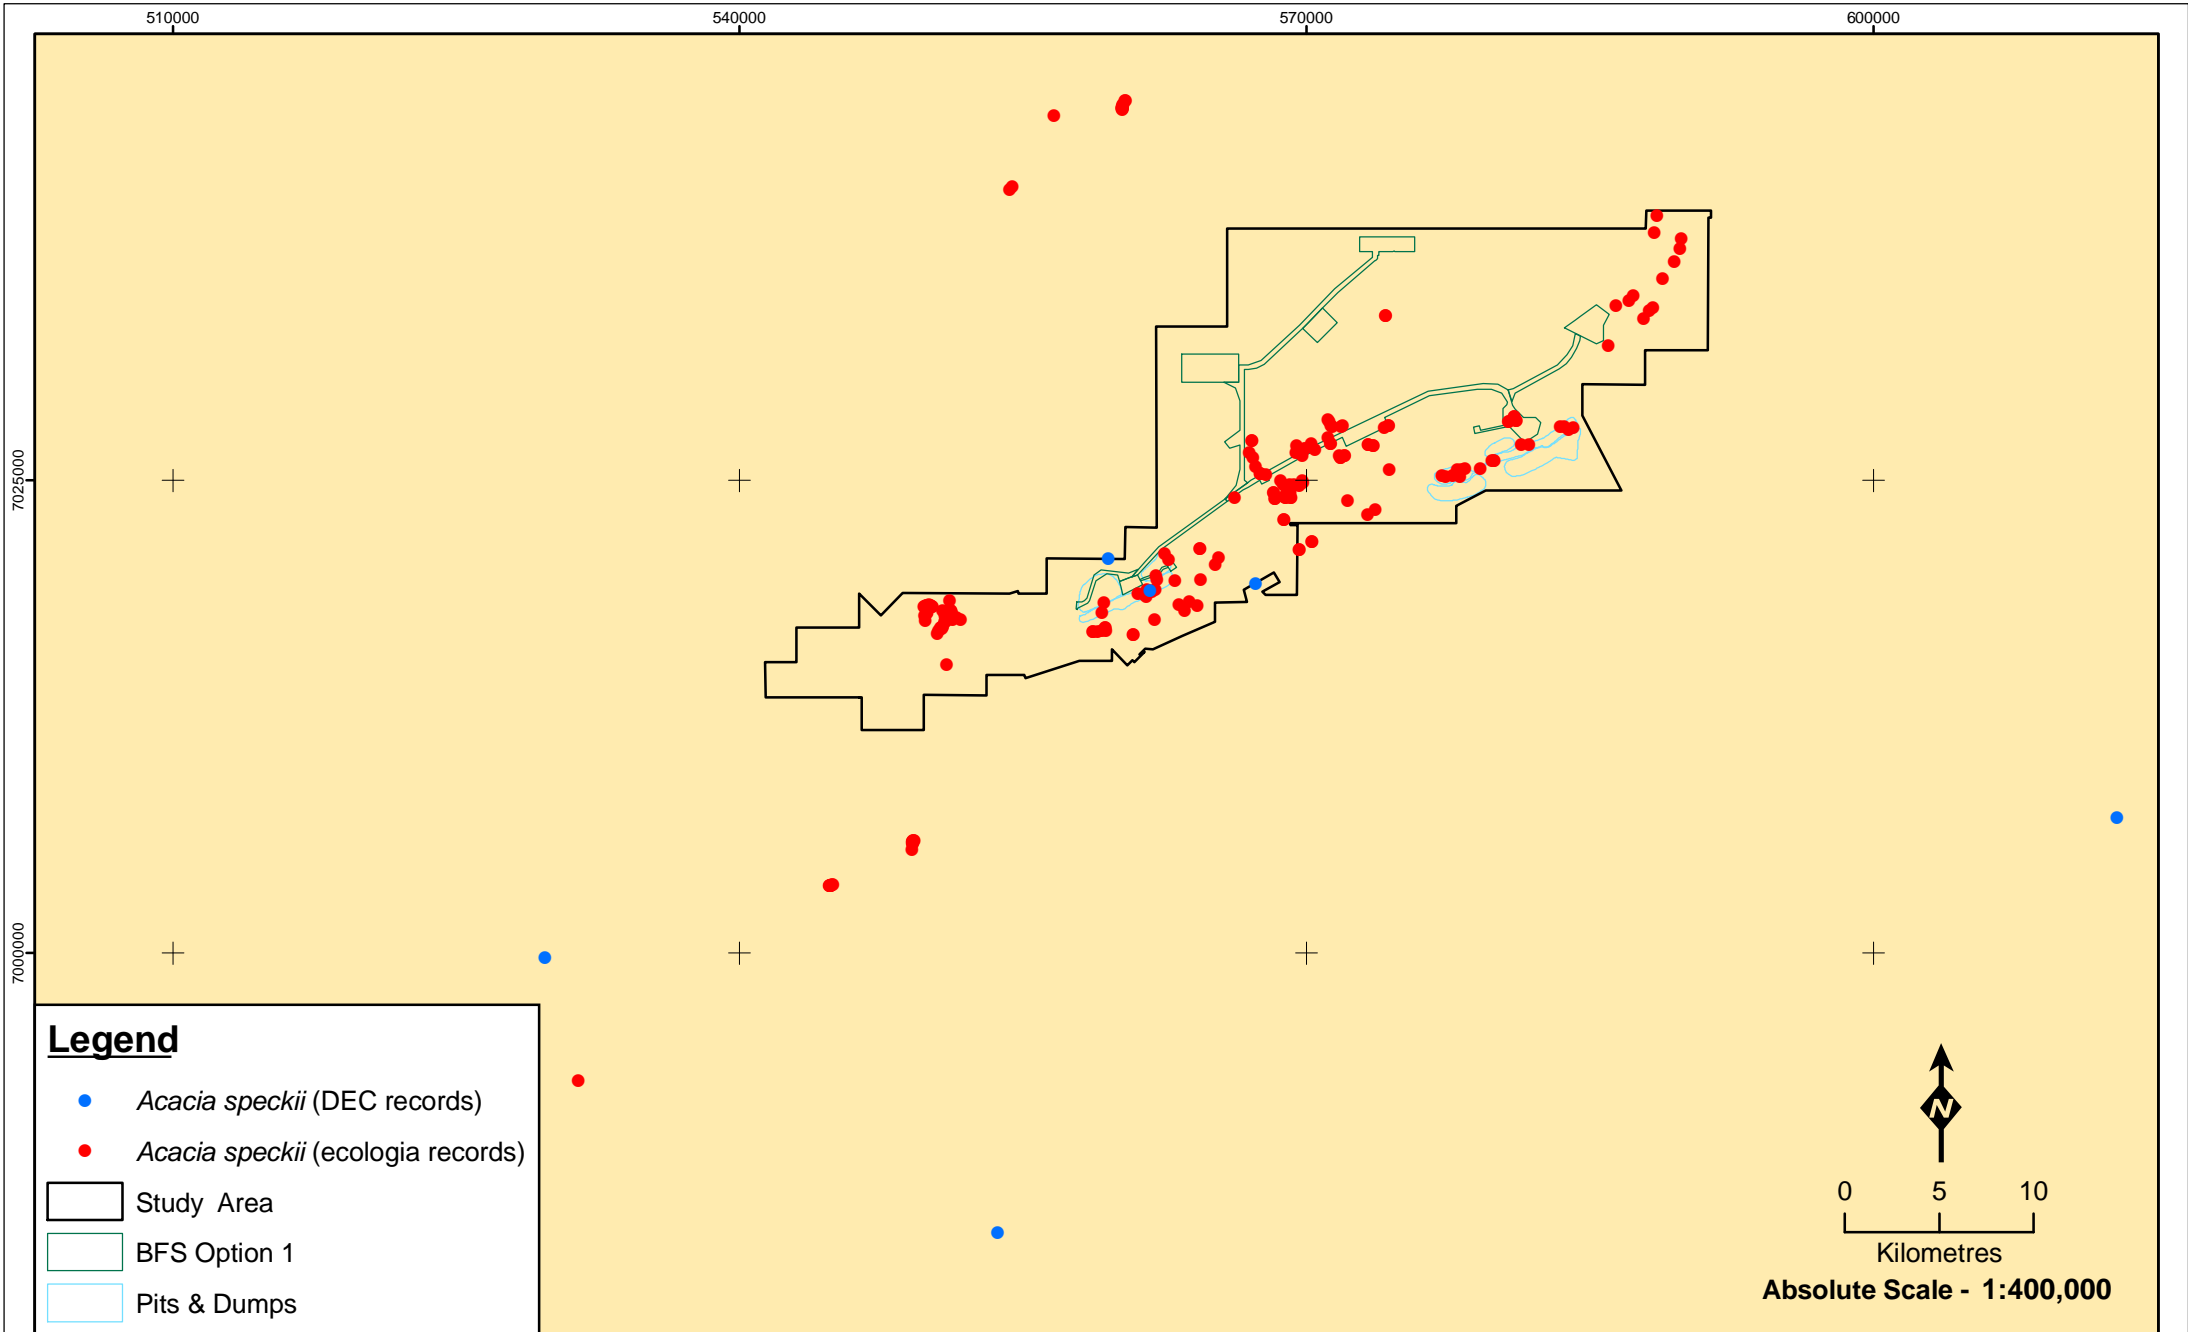 510000
540000
570000
600000
7025000
7000000
Legend
Acacia speckii (DEC records)
Acacia speckii (ecologia records)
Study Area
BFS Option 1
Pits & Dumps
N
0 5 10
Kilometres
Absolute Scale - 1:400,000